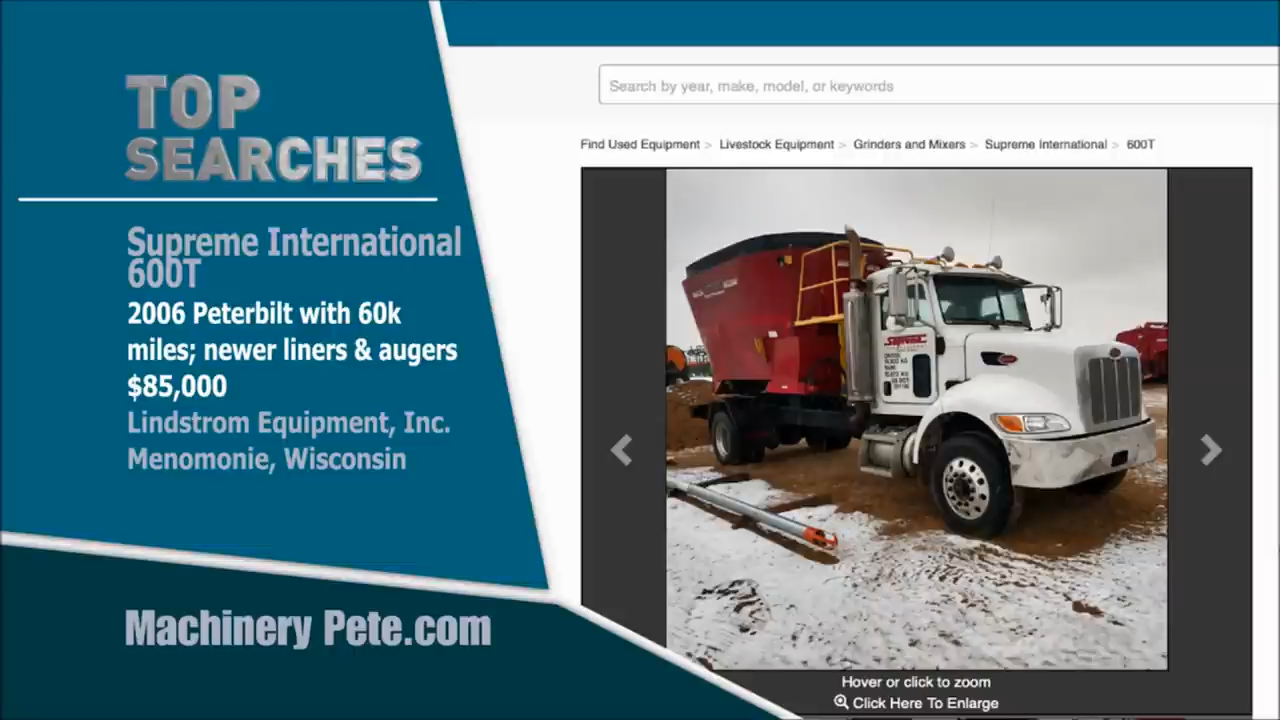 TOP
SEARCHES
Supreme International
600T
2006 Peterbilt with 60k
miles; newer liners & augers
$85,000
Lindstrom Equipment, Inc.
Menomonie, Wisconsin
Machinery Pete.com
Search by year, make, model, or keywords
Find Used Equipment > Livestock Equipment > Grinders and Mixers > Supreme International > 600T
Supreme
Hover or click to zoom
Click Here To Enlarge